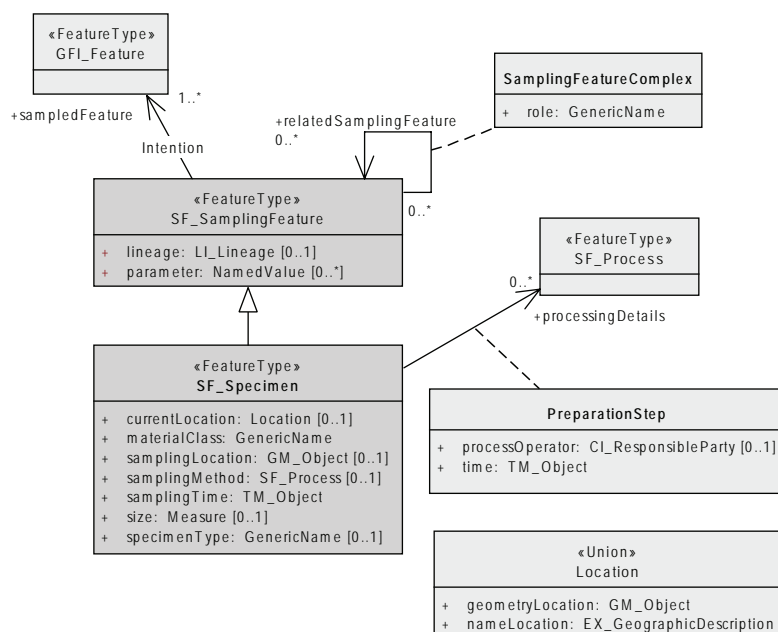 «FeatureType»
GFI_Feature
+sampledFeature
1..*
Intention
SamplingFeatureComplex
+ role: GenericName
+relatedSamplingFeature
0..*
0..*
«FeatureType»
SF_SamplingFeature
+ lineage: LI_Lineage [0..1]
+ parameter: NamedValue [0..*]
«FeatureType»
SF_Process
0..*
+processingDetails
«FeatureType»
SF_Specimen
+ currentLocation: Location [0..1]
+ materialClass: GenericName
+ samplingLocation: GM_Object [0..1]
+ samplingMethod: SF_Process [0..1]
+ samplingTime: TM_Object
+ size: Measure [0..1]
+ specimenType: GenericName [0..1]
PreparationStep
+ processOperator: CI_ResponsibleParty [0..1]
+ time: TM_Object
«Union»
Location
+ geometryLocation: GM_Object
+ nameLocation: EX_GeographicDescription